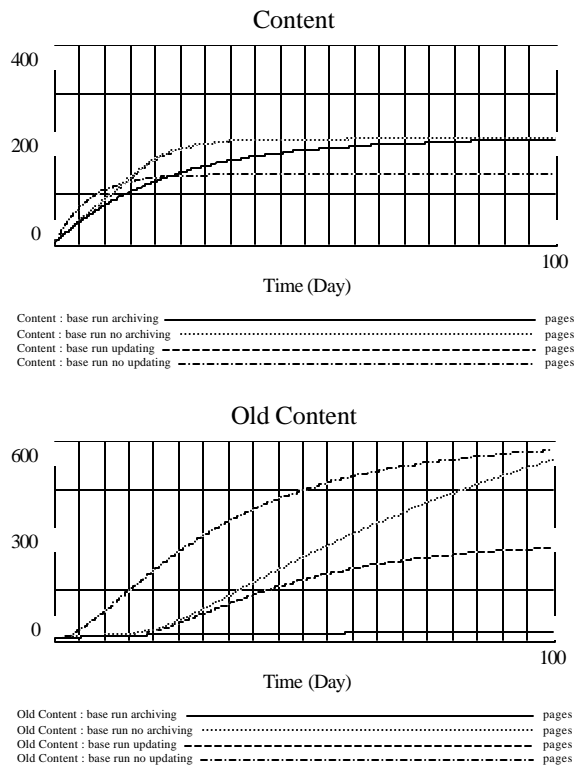 Content
400
200
0
100
Time (Day)
Content : base run archiving pages
Content : base run no archiving pages
Content : base run updating pages
Content : base run no updating pages
Old Content
600
300
0
100
Time (Day)
Old Content : base run archiving pages
Old Content : base run no archiving pages
Old Content : base run updating pages
Old Content : base run no updating pages